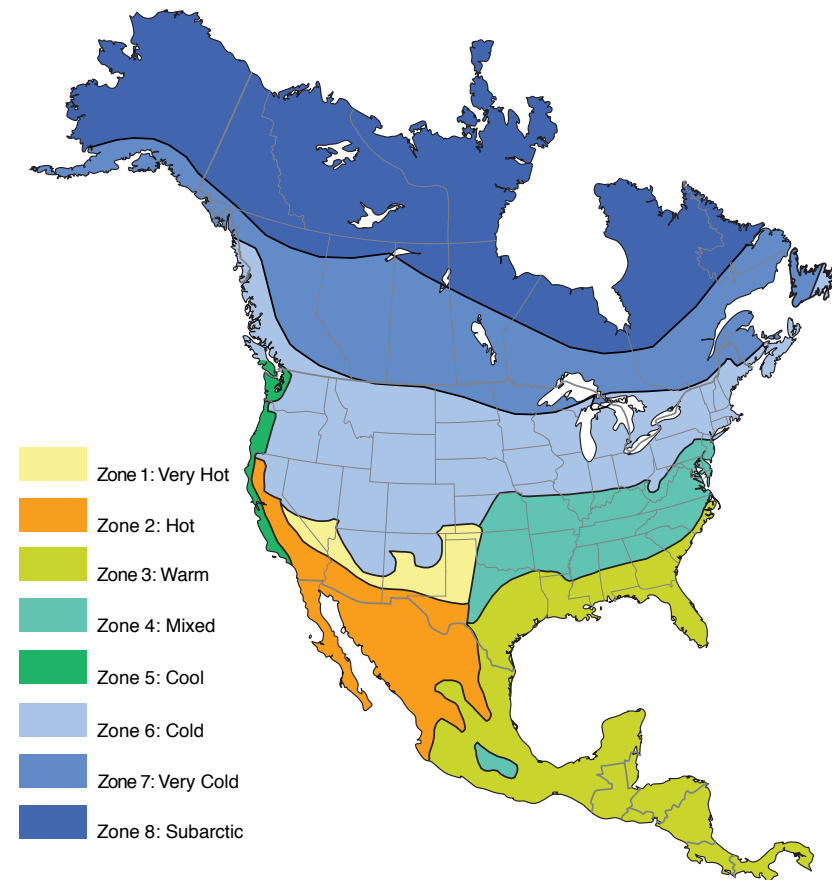 Zone 1: Very Hot
Zone 2: Hot
Zone 3: Warm
Zone 4: Mixed
Zone 5: Cool
Zone 6: Cold
Zone 7: Very Cold
Zone 8: Subarctic